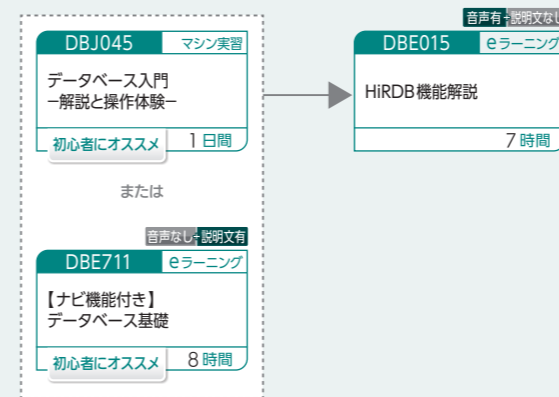 DBJ045 マシン実習
データベース入門
−解説と操作体験−
初心者にオススメ 1日間
または
音声なし+説明文有
DBE711 eラーニング
【ナビ機能付き】
データベース基礎
初心者にオススメ 8時間
音声有+説明文なし
DBE015 eラーニング
HiRDB機能解説
7時間